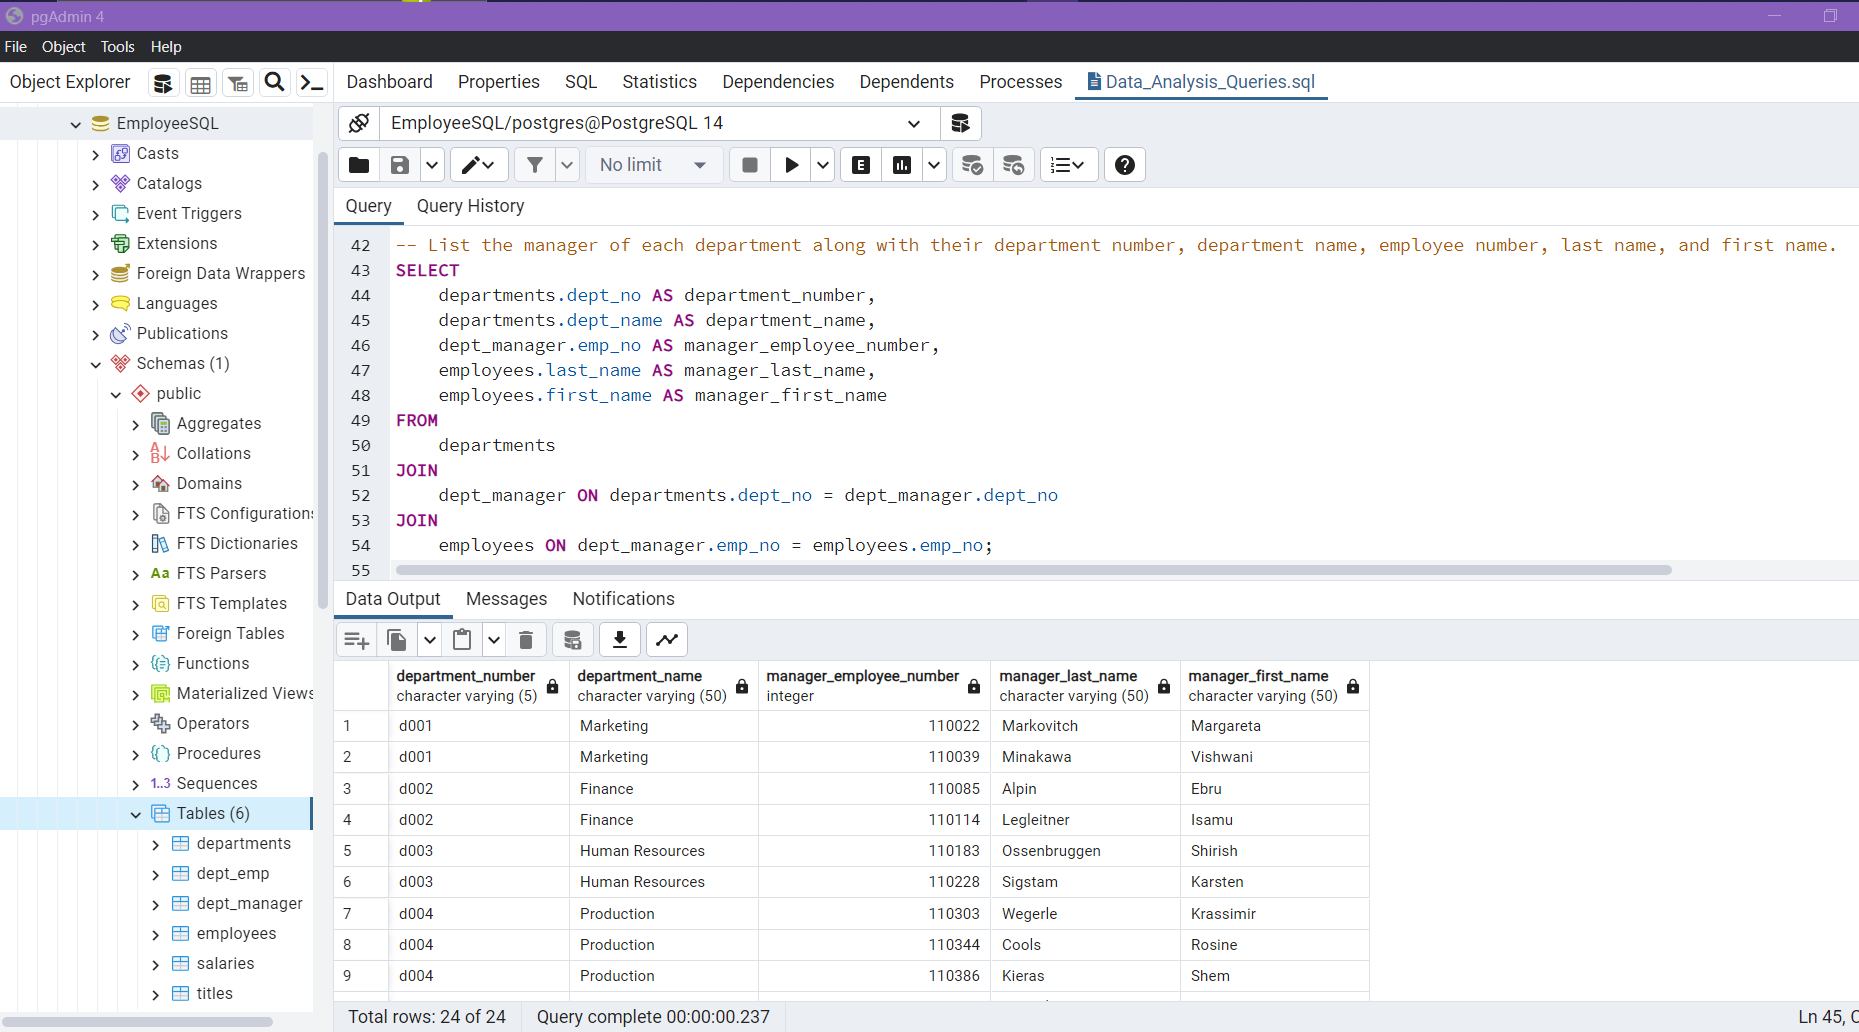 pgAdmin 4
File Object Tools Help
Object Explorer
Dashboard Properties SQL Statistics Dependencies Dependents Processes Data_Analysis_Queries.sql
EmployeeSQL
Casts
Catalogs
Event Triggers
Extensions
Foreign Data Wrappers
Languages
Publications
Schemas (1)
public
Aggregates
Collations
Domains
FTS Configurations
FTS Dictionaries
Aa FTS Parsers
FTS Templates
Foreign Tables
Functions
Materialized Views
Operators
Procedures
1..3 Sequences
Tables (6)
departments
dept_emp
dept_manager
employees
salaries
titles
EmployeeSQL/postgres@PostgreSQL 14
No limit
E
Query Query History
42 -- List the manager of each department along with their department number, department name, employee number, last name, and first name.
43 SELECT
44 departments.dept_no AS department_number,
45 departments.dept_name AS department_name,
46 dept_manager.emp_no AS manager_employee_number,
47 employees.last_name AS manager_last_name,
48 employees.first_name AS manager_first_name
49 FROM
50 departments
51 JOIN
52 dept_manager ON departments.dept_no = dept_manager.dept_no
53 JOIN
54 employees ON dept_manager.emp_no = employees.emp_no;
55
Data Output Messages Notifications
department_number department_name manager_employee_number manager_last_name manager_first_name
character varying (5) character varying (50) integer character varying (50) character varying (50)
1 d001 Marketing 110022 Markovitch Margareta
2 d001 Marketing 110039 Minakawa Vishwani
3 d002 Finance 110085 Alpin Ebru
4 d002 Finance 110114 Legleitner Isamu
5 d003 Human Resources 110183 Ossenbruggen Shirish
6 d003 Human Resources 110228 Sigstam Karsten
7 d004 Production 110303 Wegerle Krassimir
8 d004 Production 110344 Cools Rosine
9 d004 Production 110386 Kieras Shem
Total rows: 24 of 24 Query complete 00:00:00.237 Ln 45, C